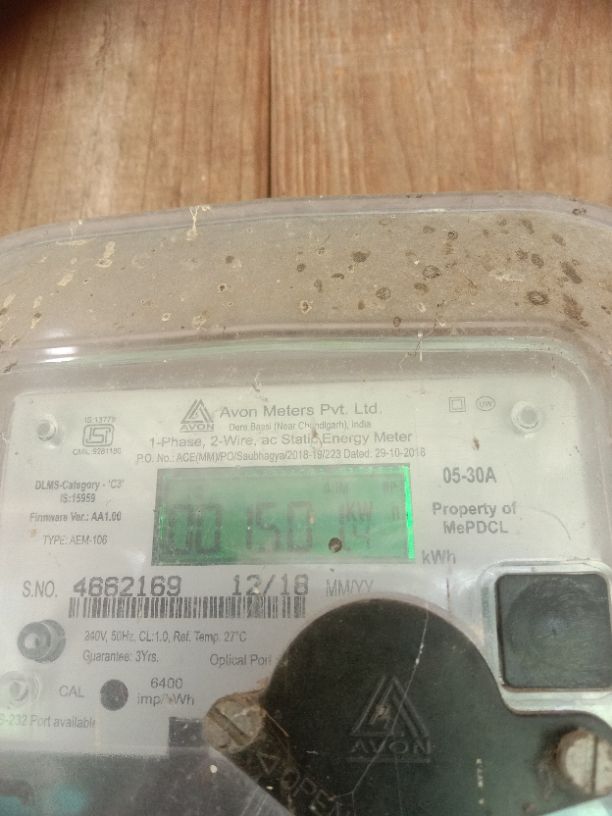 IS:13779
ISI
AVON
Avon Meters Pvt. Ltd.
Dera Bassi (Near Chandigarh), India
1-Phase, 2-Wire, ac Static Energy Meter
P.O. No.: ACE(MM)/PO/Saubhagya/2018-19/223 Dated: 29-10-2018
DLMS-Category - 'C3'
IS:15959
05-30A
Firmware Ver.: AA1.00
Property of
MePDCL
TYPE: AEM-106
KW
kWh
S.NO. 4662169 12/18 MM/YY
240V, 50Hz, CL:1.0, Ref. Temp. 27°C
Guarantee: 3Yrs. Optical Port
CAL 6400
imp/kWh
Port available
AVON
OPEN